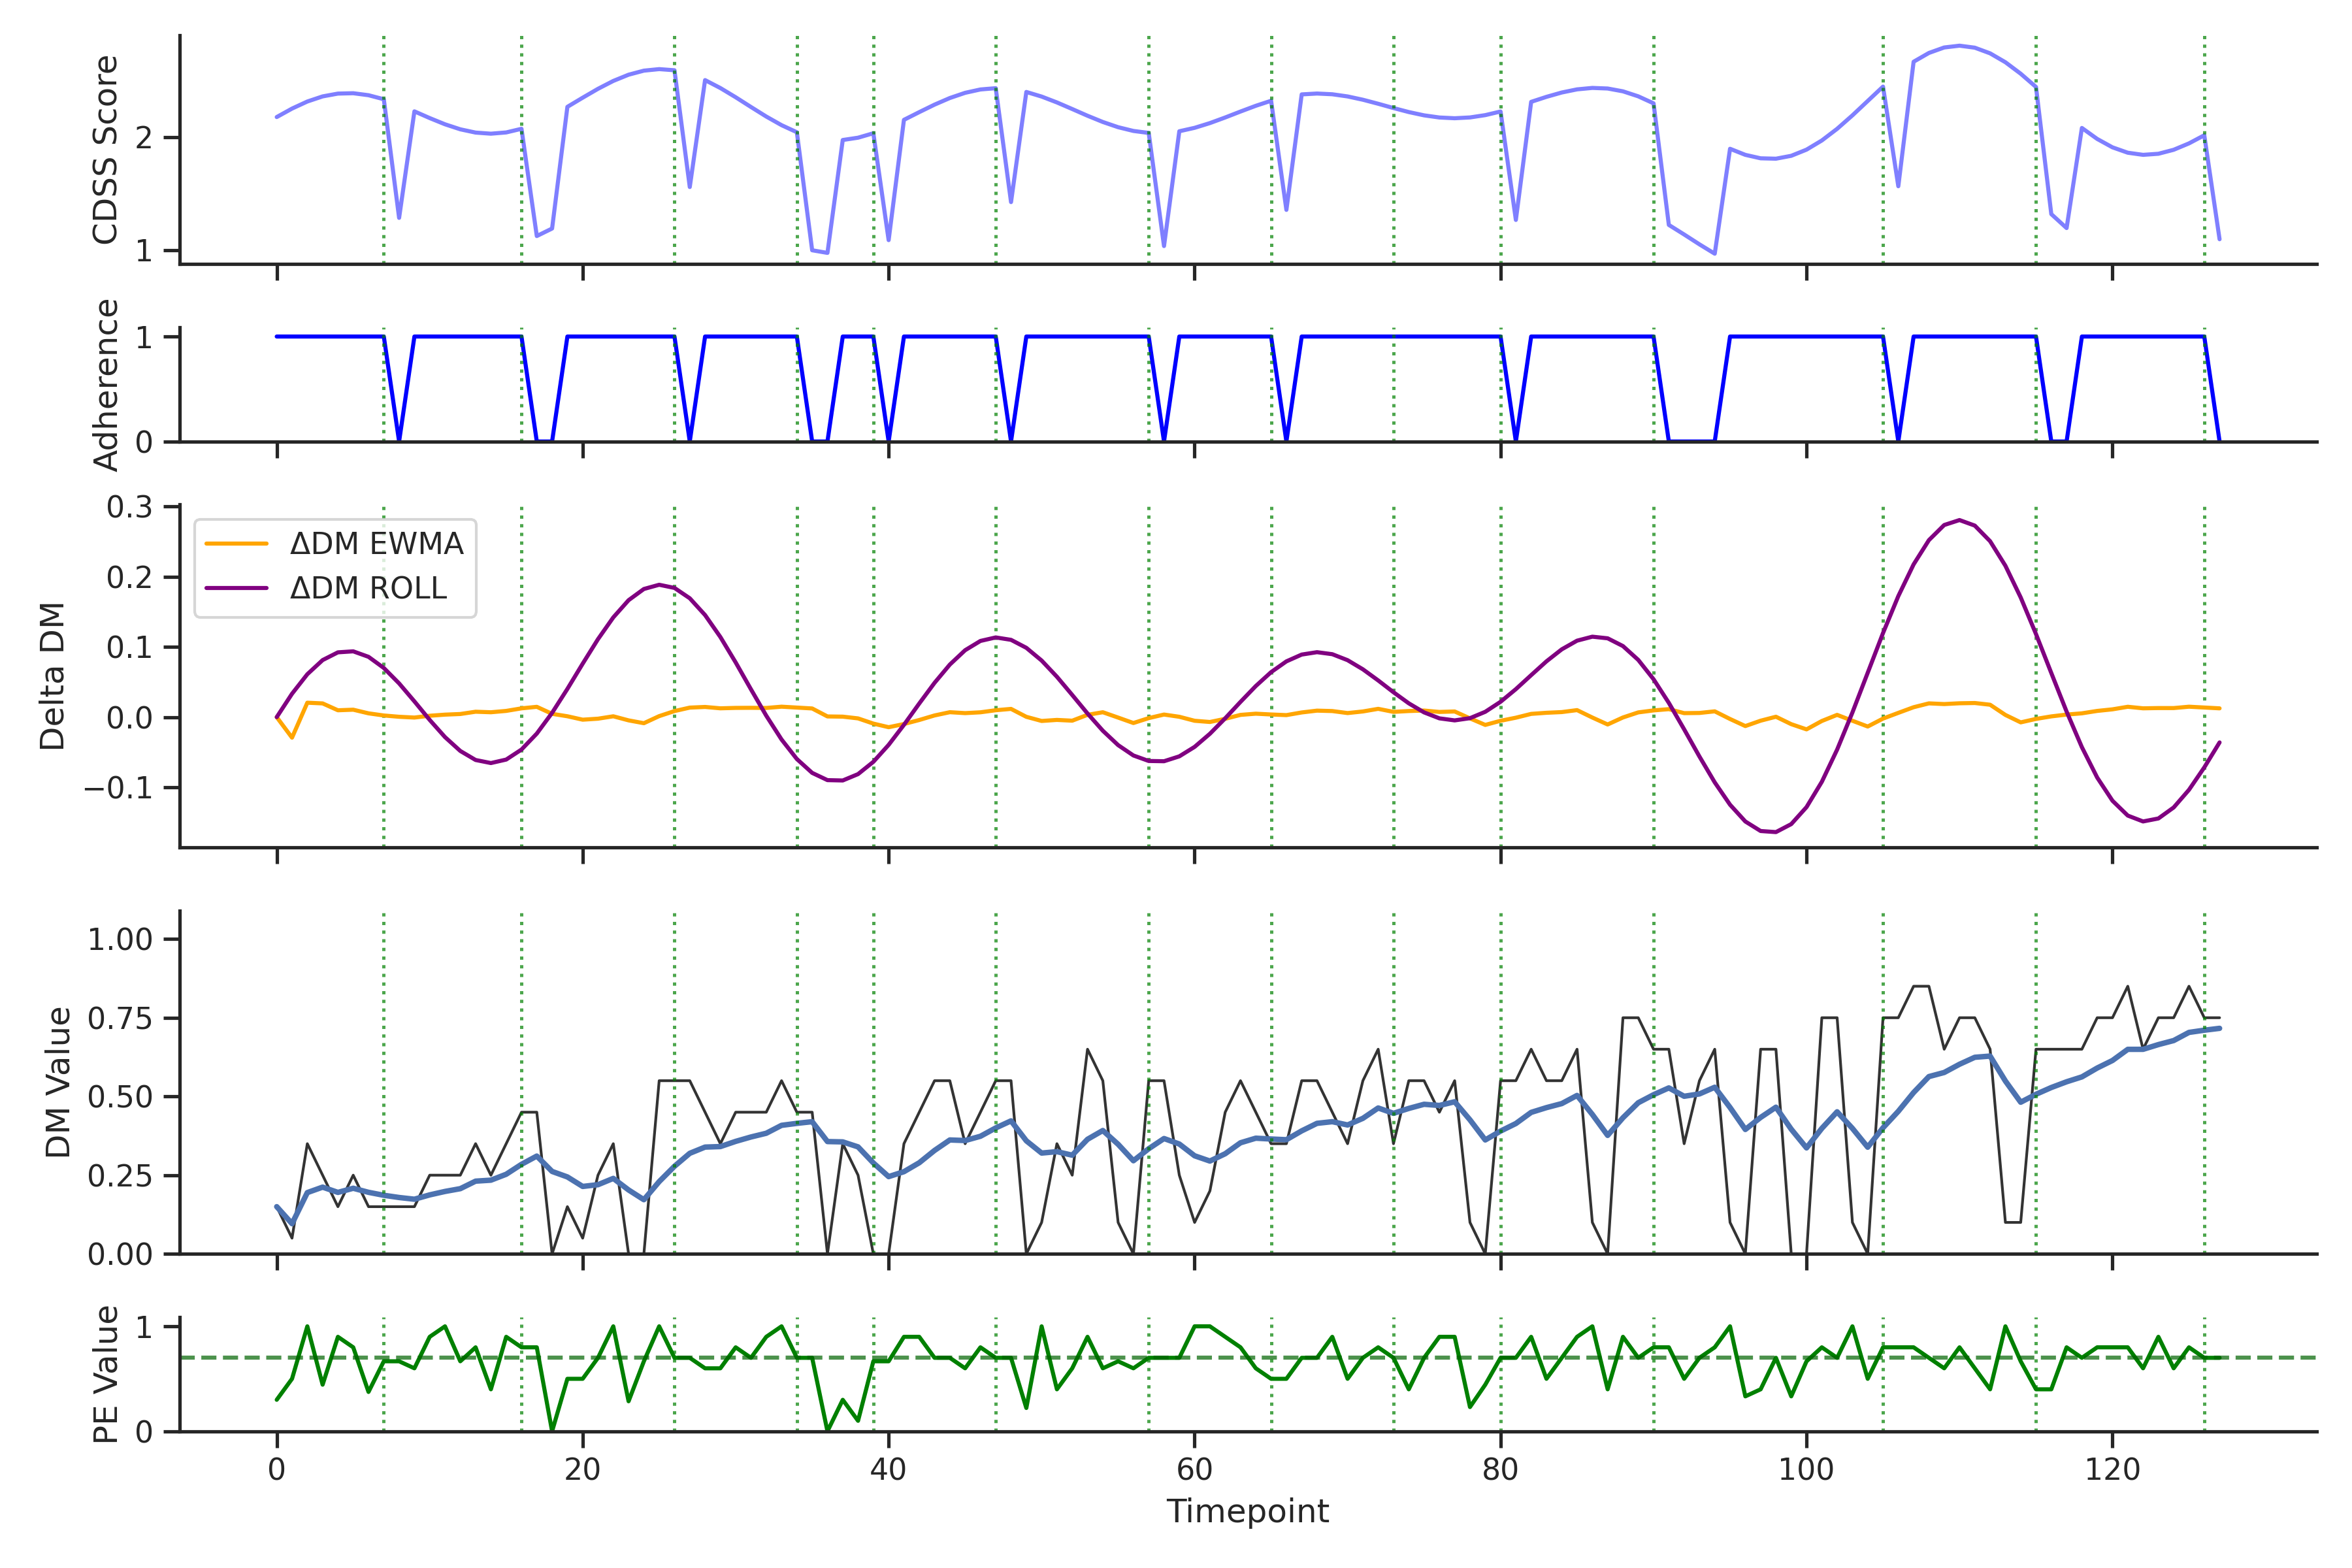 CDSS Score
2
1
Adherence
1
0
Delta DM
0.3
0.2
0.1
0.0
−0.1
ΔDM EWMA
ΔDM ROLL
DM Value
1.00
0.75
0.50
0.25
0.00
PE Value
1
0
0 20 40 60 80 100 120
Timepoint